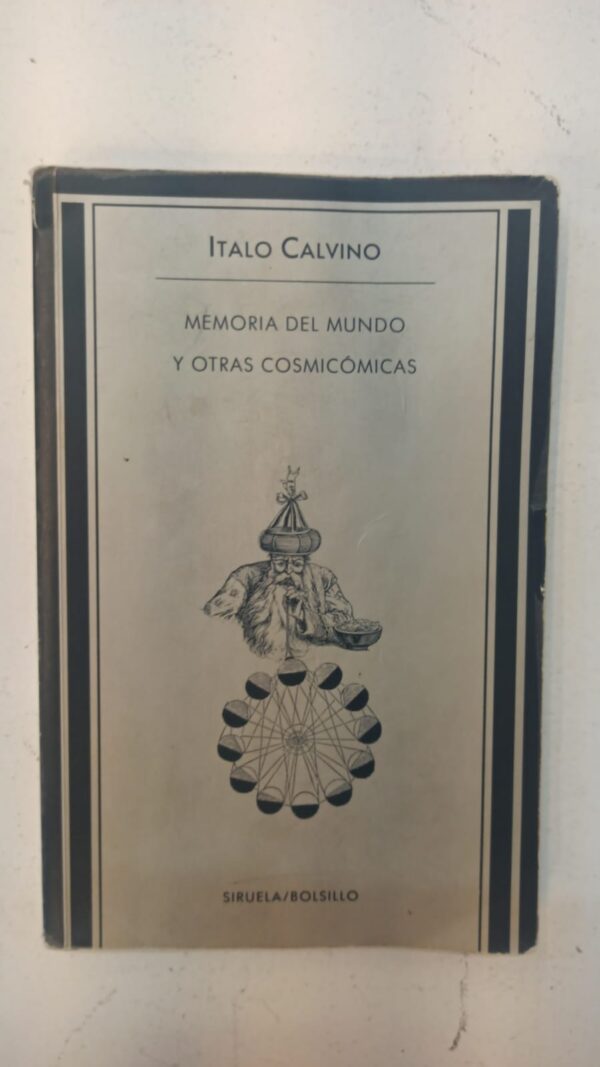 ITALO CALVINO
MEMORIA DEL MUNDO
Y OTRAS COSMICÓMICAS
SIRUELA/BOLSILLO